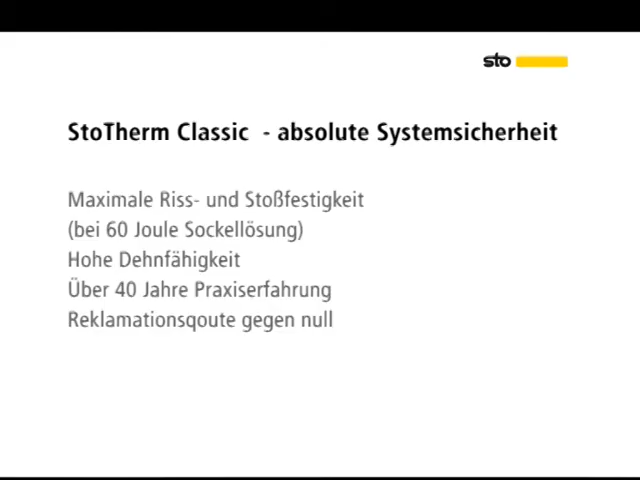 sto
StoTherm Classic - absolute Systemsicherheit
Maximale Riss- und Stoßfestigkeit
(bei 60 Joule Sockellösung)
Hohe Dehnfähigkeit
Über 40 Jahre Praxiserfahrung
Reklamationsqoute gegen null